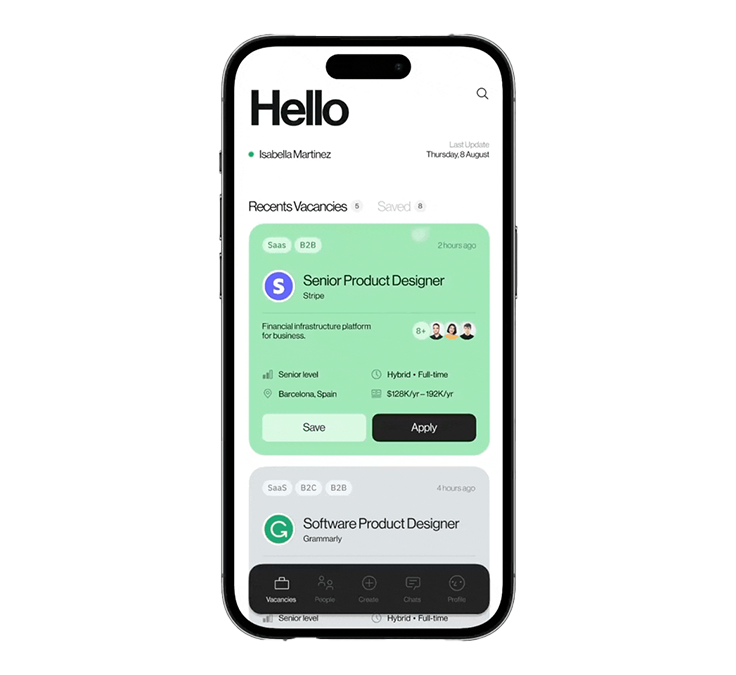 Hello
Isabella Martinez
Last Update
Thursday, 8 August
Recents Vacancies 5
Saved 8
Saas B2B
2 hours ago
S
Senior Product Designer
Stripe
Financial infrastructure platform
for business.
8+
Senior level
Hybrid • Full-time
Barcelona, Spain
$128K/yr – 192K/yr
Save
Apply
SaaS B2C B2B
4 hours ago
G
Software Product Designer
Grammarly
Vacancies
People
Create
Chats
Profile
Senior level
Hybrid • Full-time